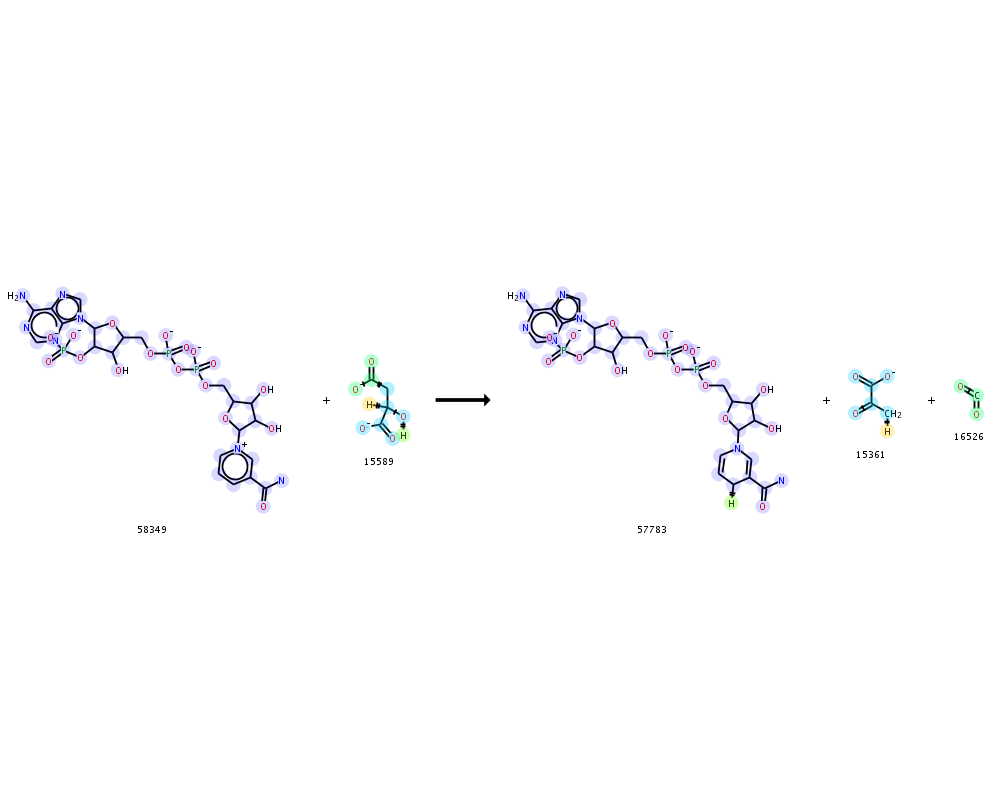 H2N N N N N O O- O- P O O OH O O- P O O- P O O O OH O OH N+ N O
58349
+
O O- H O O- O H
15589
H2N N N N N O O- O- P O O OH O O- P O O- P O O O OH O OH N N O H
57783
+
O O- O CH2 H
15361
+
O C O
16526